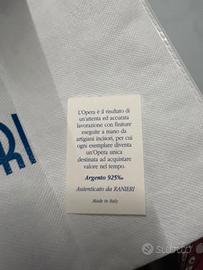 RI
L'Opera è il risultato di
un'attenta ed accurata
lavorazione con finiture
eseguite a mano da
artigiani incisori, per cui
ogni esemplare diventa
un'Opera unica
destinata ad acquistare
valore nel tempo.
Argento 925‰
Autenticato da RANIERI
Made in Italy
subito